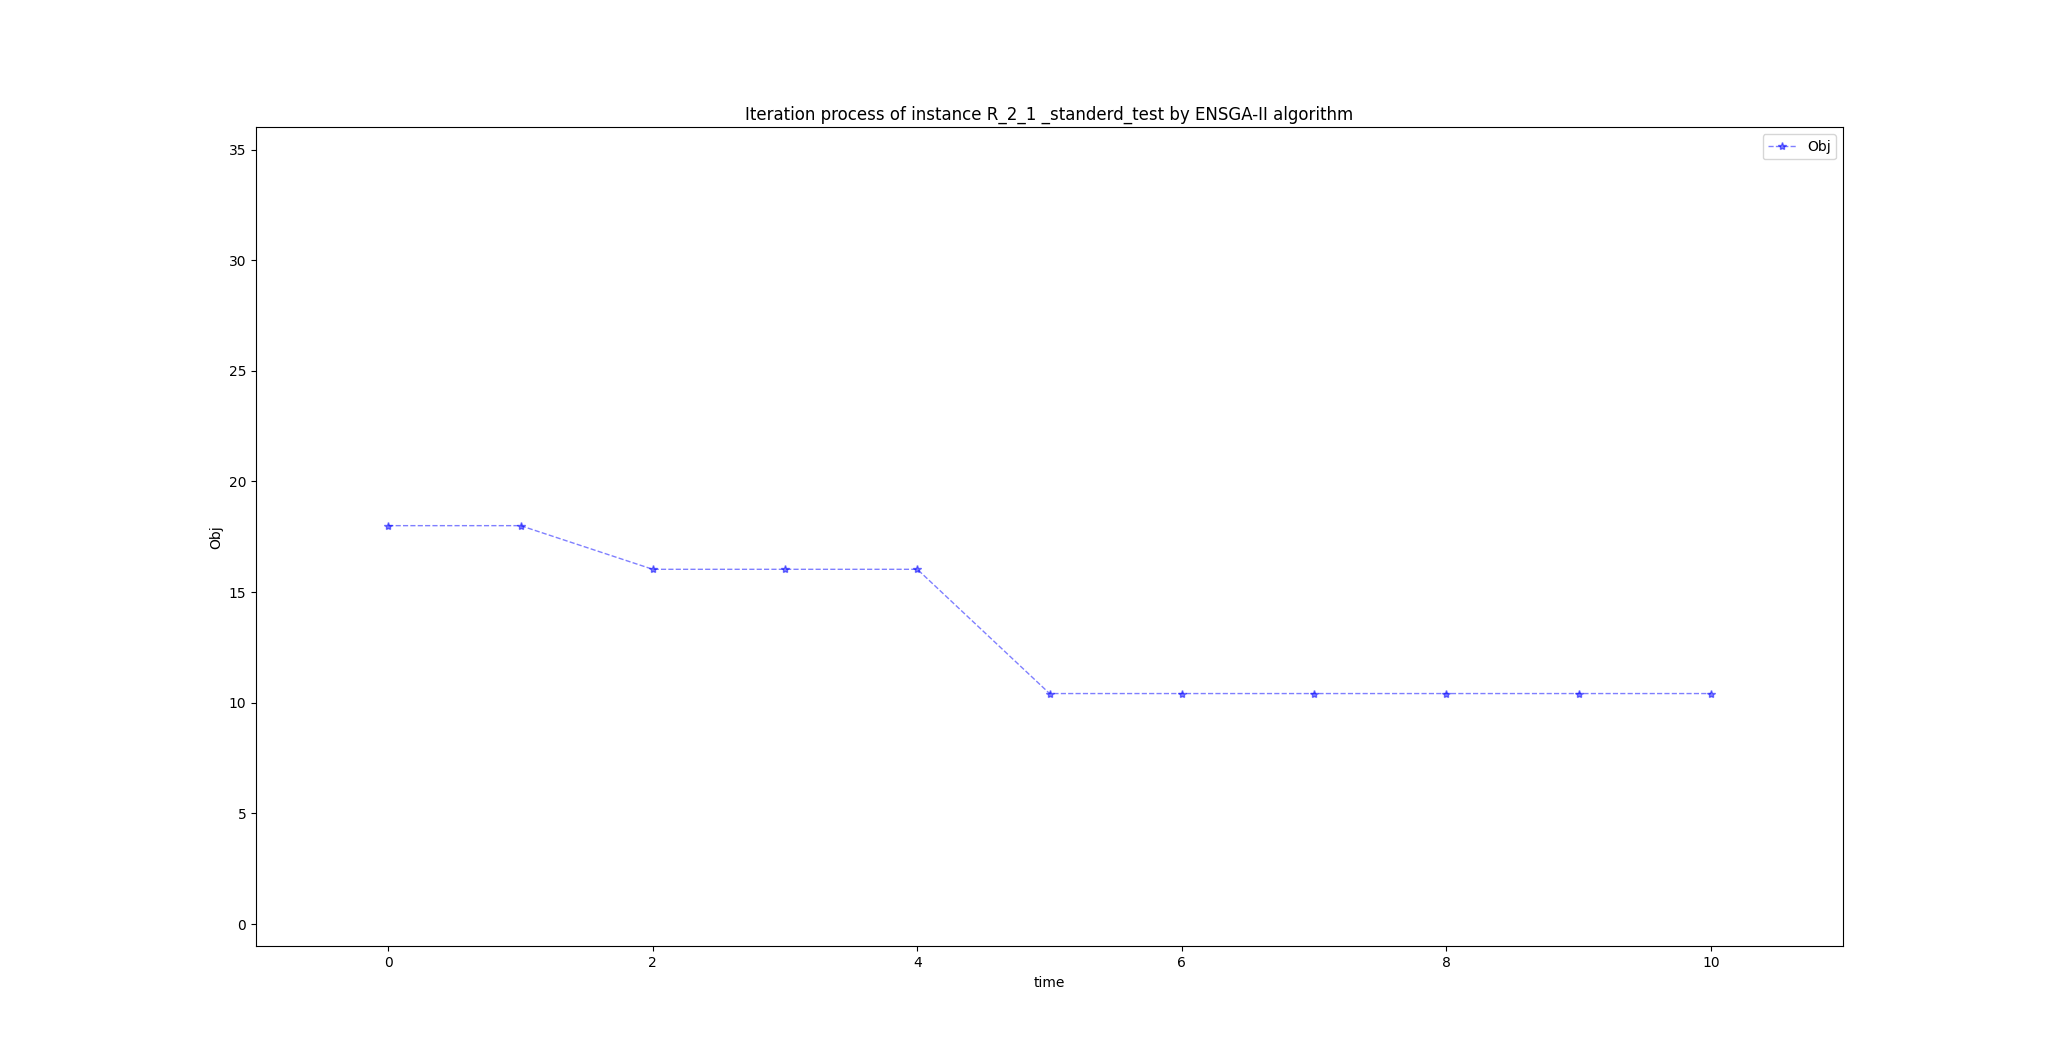 Iteration process of instance R_2_1 _standerd_test by ENSGA-II algorithm
Obj
35
30
25
20
15
10
5
0
Obj
0 2 4 6 8 10
time